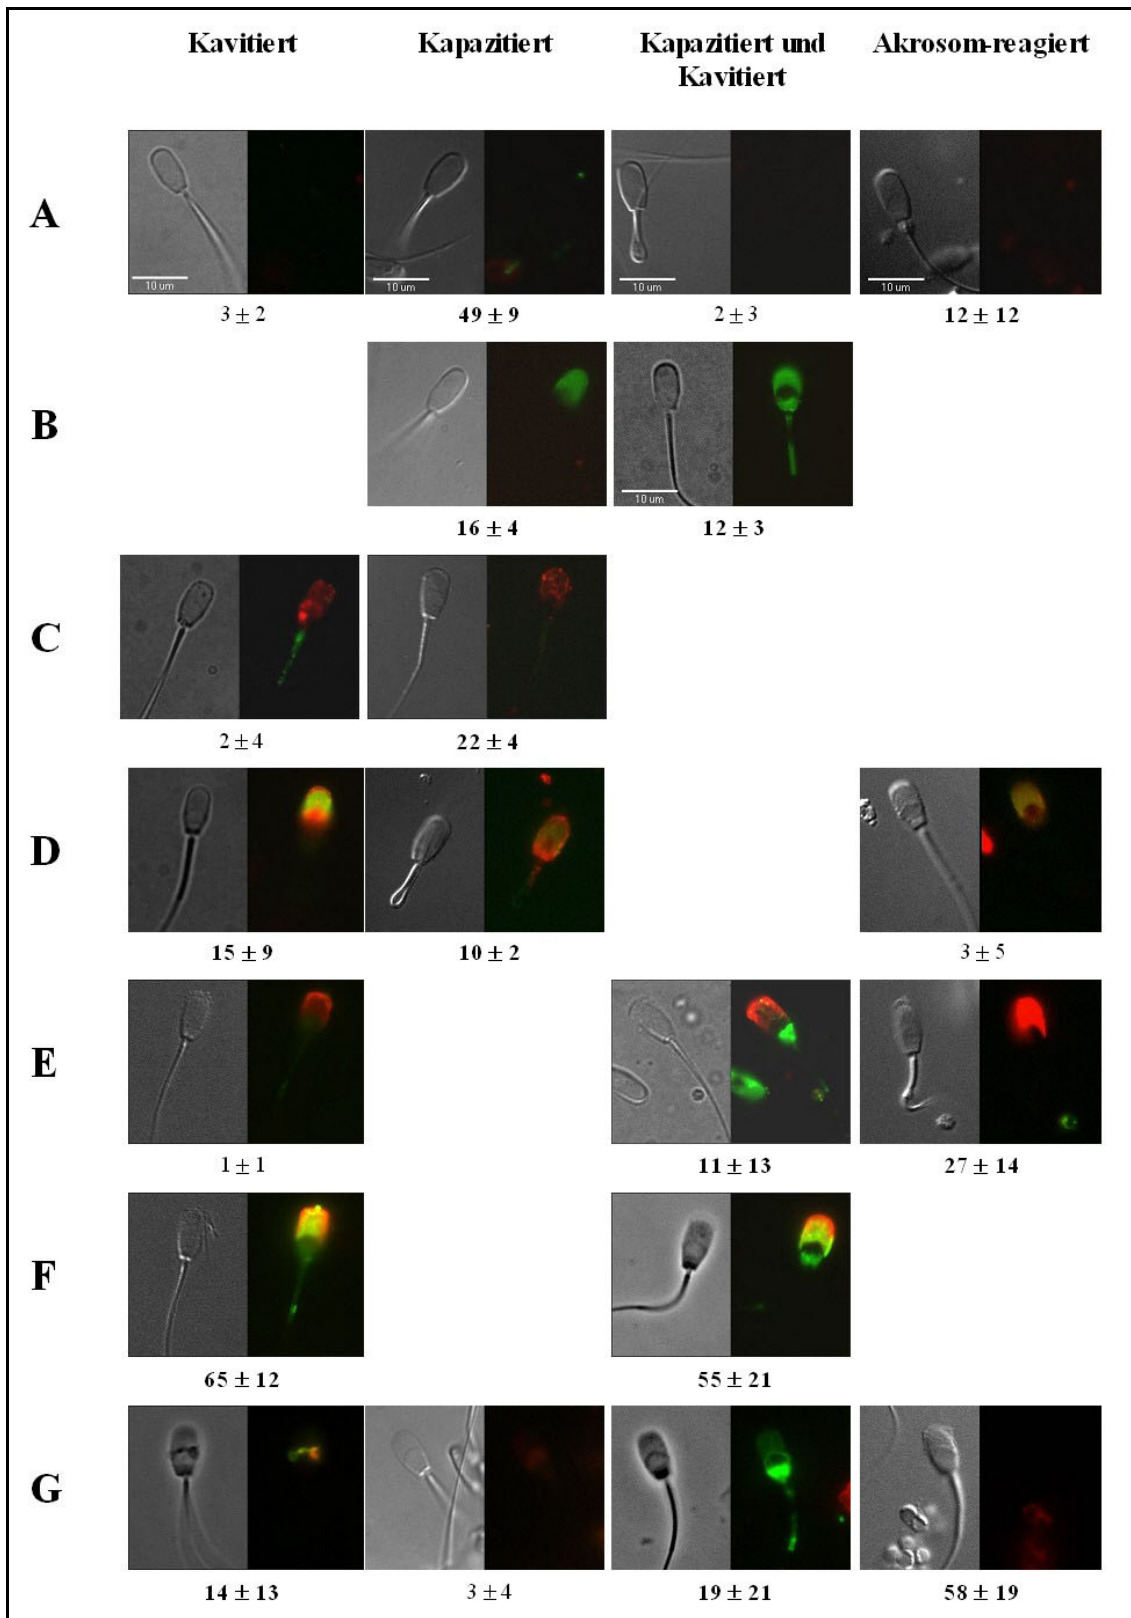 Kavitiert Kapazitiert Kapazitiert und Akrosom-reagiert
Kavitiert
A
10 um 10 um 10 um 10 um
3 ± 2 49 ± 9 2 ± 3 12 ± 12
B
10 um
16 ± 4 12 ± 3
C
2 ± 4 22 ± 4
D
15 ± 9 10 ± 2 3 ± 5
E
1 ± 1 11 ± 13 27 ± 14
F
65 ± 12 55 ± 21
G
14 ± 13 3 ± 4 19 ± 21 58 ± 19